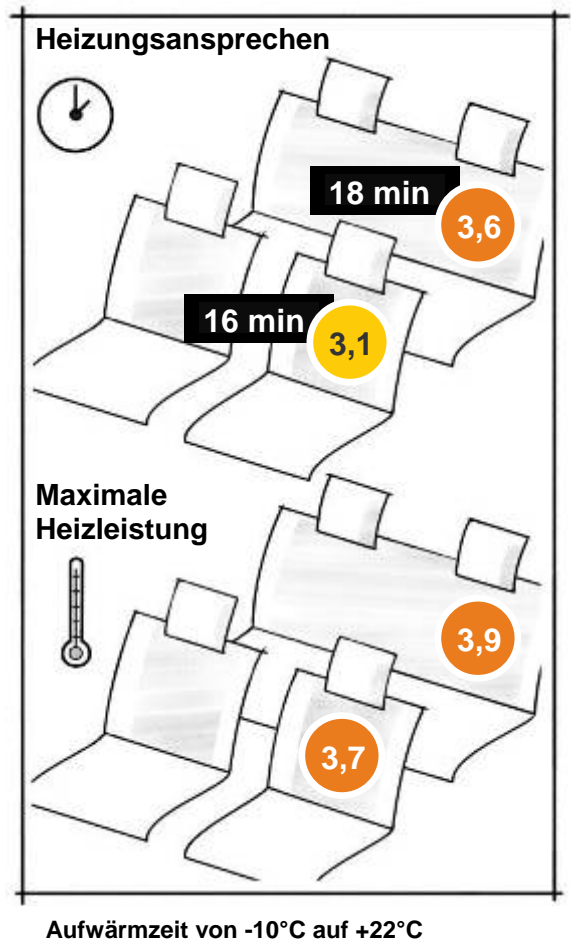 Heizungsansprechen
18 min
3,6
16 min
3,1
Maximale
Heizleistung
3,9
3,7
Aufwärmzeit von -10°C auf +22°C